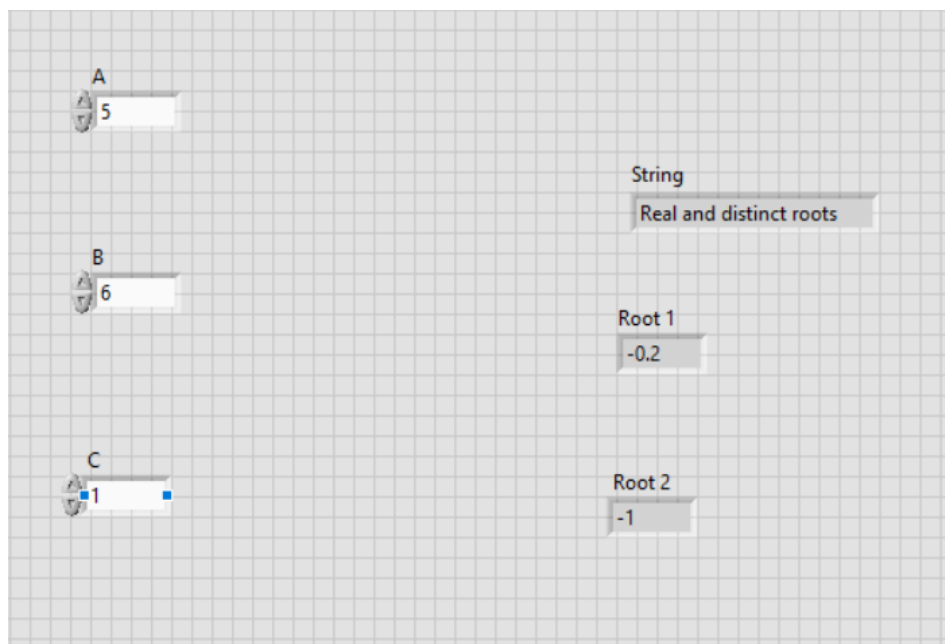 A
5
String
Real and distinct roots
B
6
Root 1
-0.2
C
1
Root 2
-1